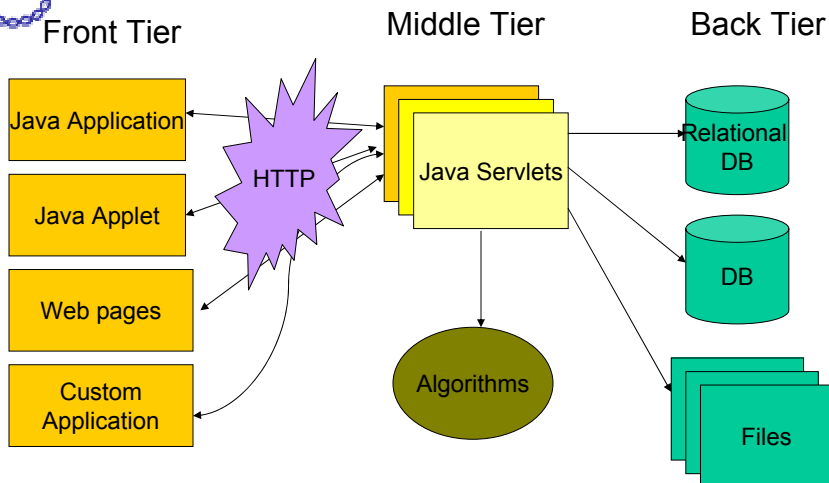 Front Tier
Middle Tier
Back Tier
Java Application
Java Applet
Web pages
Custom
Application
HTTP
Java Servlets
Algorithms
Relational
DB
DB
Files